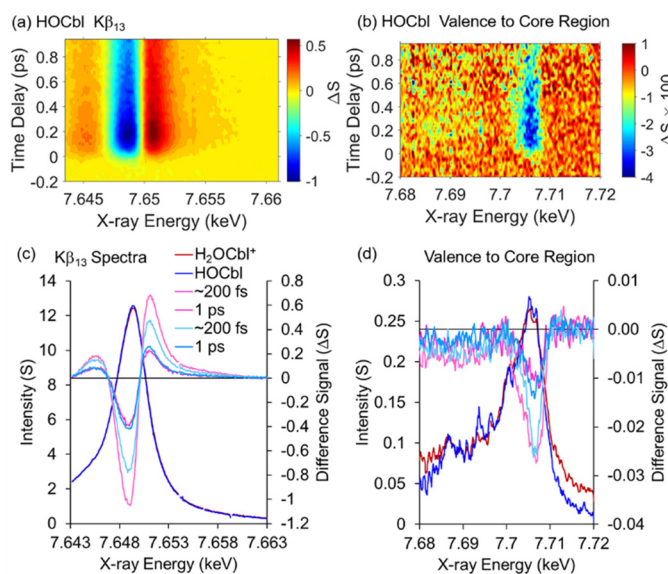 (a) HOCbl Kβ₁₃
(b) HOCbl Valence to Core Region
Time Delay (ps)
0.8
0.6
0.4
0.2
0
-0.2
7.645 7.65 7.655 7.66
X-ray Energy (keV)
0.5
0
-0.5
-1
ΔS
Time Delay (ps)
0.8
0.6
0.4
0.2
0
-0.2
7.68 7.69 7.7 7.71 7.72
X-ray Energy (keV)
1
0
-1
-2
-3
-4
ΔS × 100
(c) Kβ₁₃ Spectra
H₂OCbl⁺
HOCbl
~200 fs
1 ps
~200 fs
1 ps
Intensity (S)
14
12
10
8
6
4
2
0
7.643 7.648 7.653 7.658 7.663
X-ray Energy (keV)
0.8
0.6
0.4
0.2
0
-0.2
-0.4
-0.6
-0.8
-1
-1.2
Difference Signal (ΔS)
(d) Valence to Core Region
Intensity (S)
0.3
0.25
0.2
0.15
0.1
0.05
0
7.68 7.69 7.7 7.71 7.72
X-ray Energy (keV)
0.01
0.00
-0.01
-0.02
-0.03
-0.04
Difference Signal (ΔS)